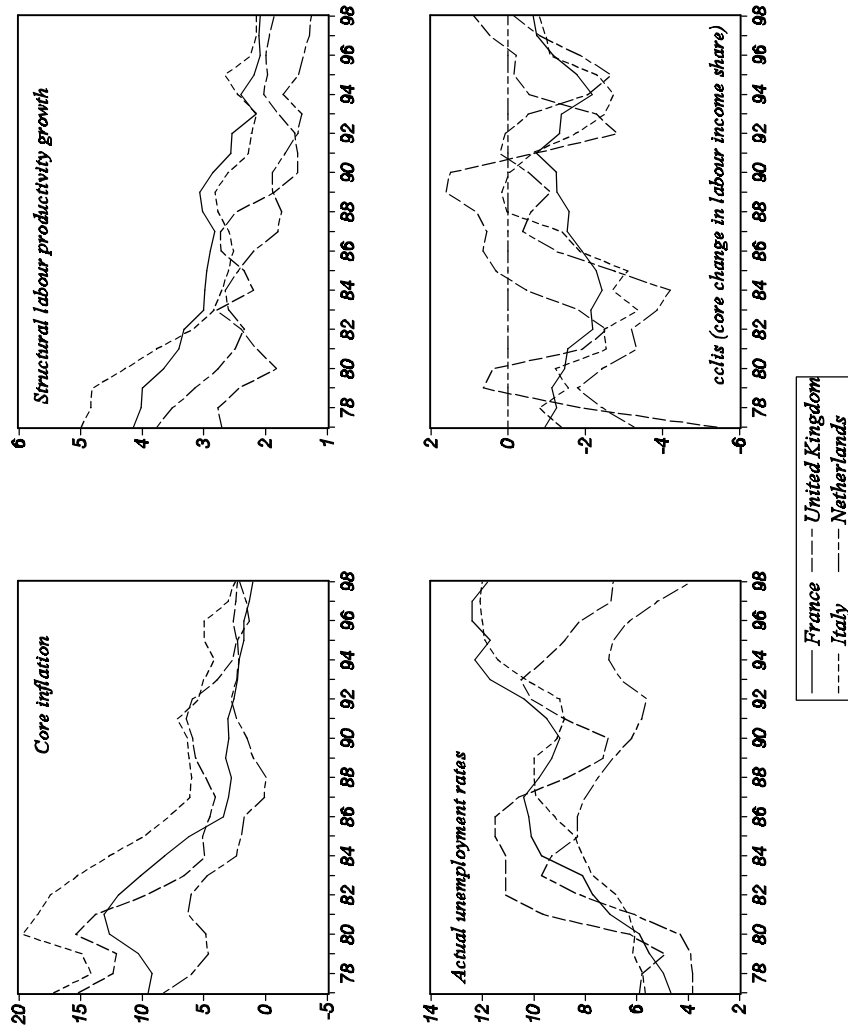 Core inflation
20
15
10
5
0
-5
78 80 82 84 86 88 90 92 94 96 98
Structural labour productivity growth
6
5
4
3
2
1
78 80 82 84 86 88 90 92 94 96 98
Actual unemployment rates
14
12
10
8
6
4
2
78 80 82 84 86 88 90 92 94 96 98
cclis (core change in labour income share)
2
0
-2
-4
-6
78 80 82 84 86 88 90 92 94 96 98
France United Kingdom
Italy Netherlands